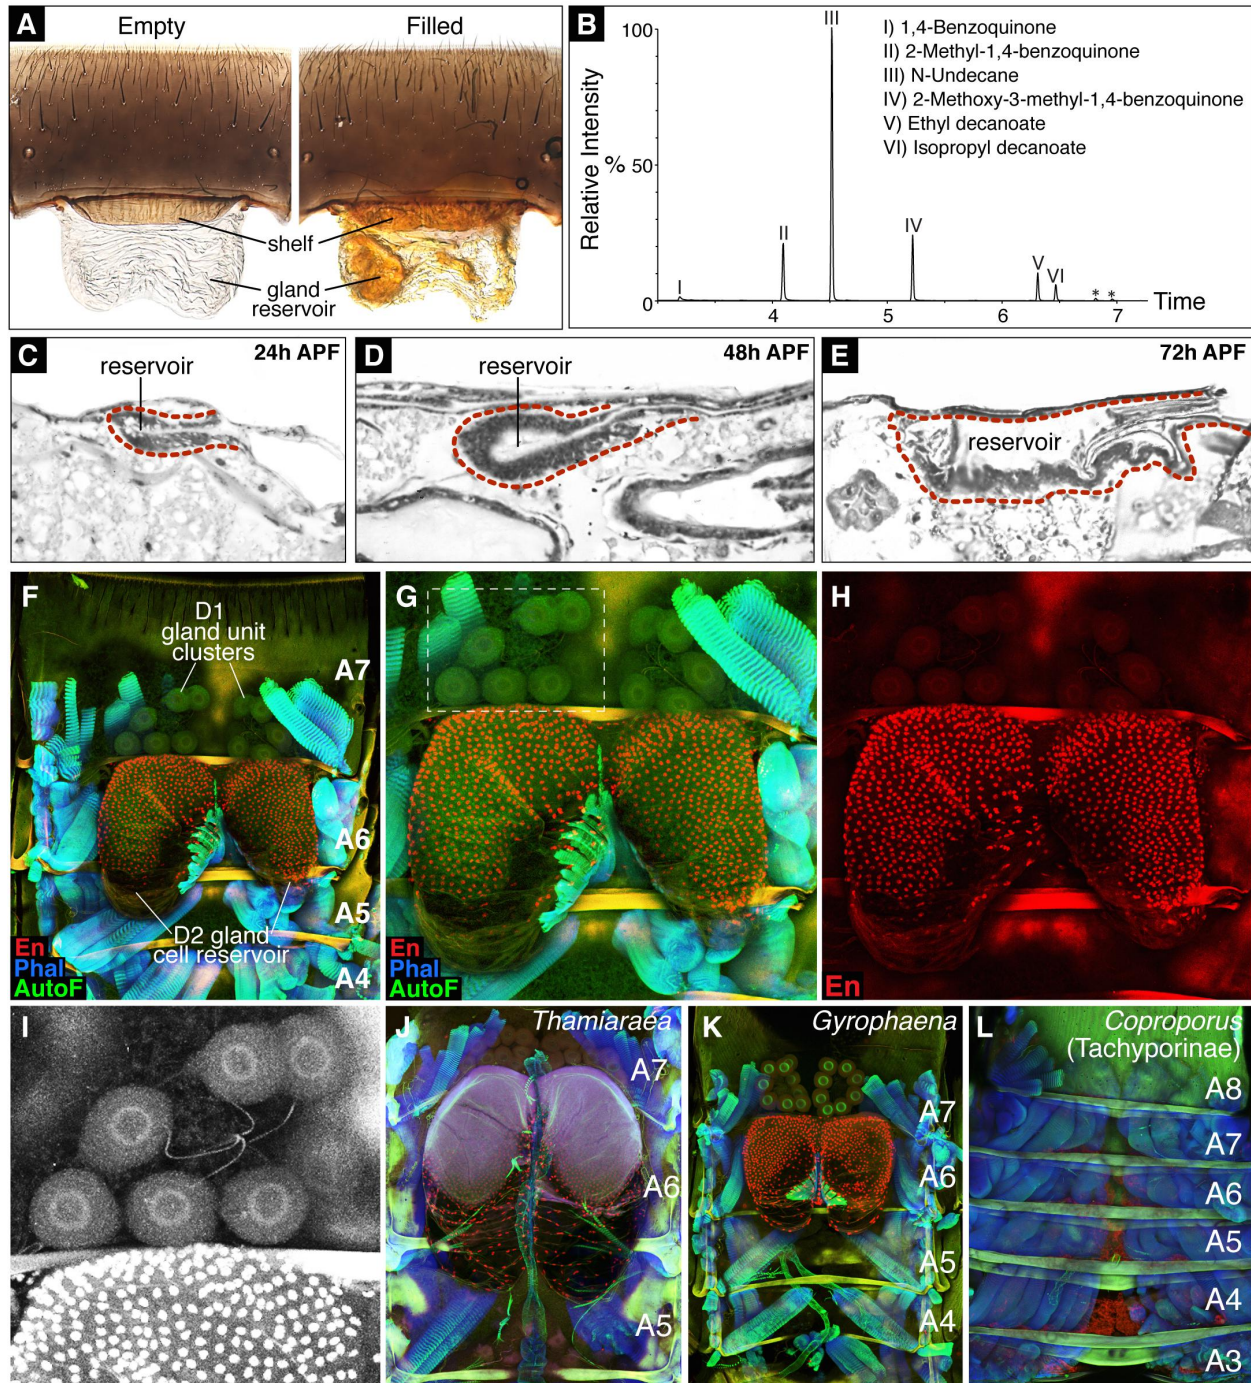 A
Empty
Filled
shelf
gland
reservoir
B
III
100
Relative Intensity
% 50
II
IV
I
V
VI
* *
0
4
5
6
7
Time
I) 1,4-Benzoquinone
II) 2-Methyl-1,4-benzoquinone
III) N-Undecane
IV) 2-Methoxy-3-methyl-1,4-benzoquinone
V) Ethyl decanoate
VI) Isopropyl decanoate
C
24h APF
reservoir
D
48h APF
reservoir
E
72h APF
reservoir
F
D1
gland unit
clusters
A7
A6
A5
D2 gland
cell reservoir
A4
En
Phal
AutoF
G
En
Phal
AutoF
H
En
I
J
Thamiaraea
A7
A6
A5
K
Gyrophaena
A7
A6
A5
A4
L
Coproporus
(Tachyporinae)
A8
A7
A6
A5
A4
A3